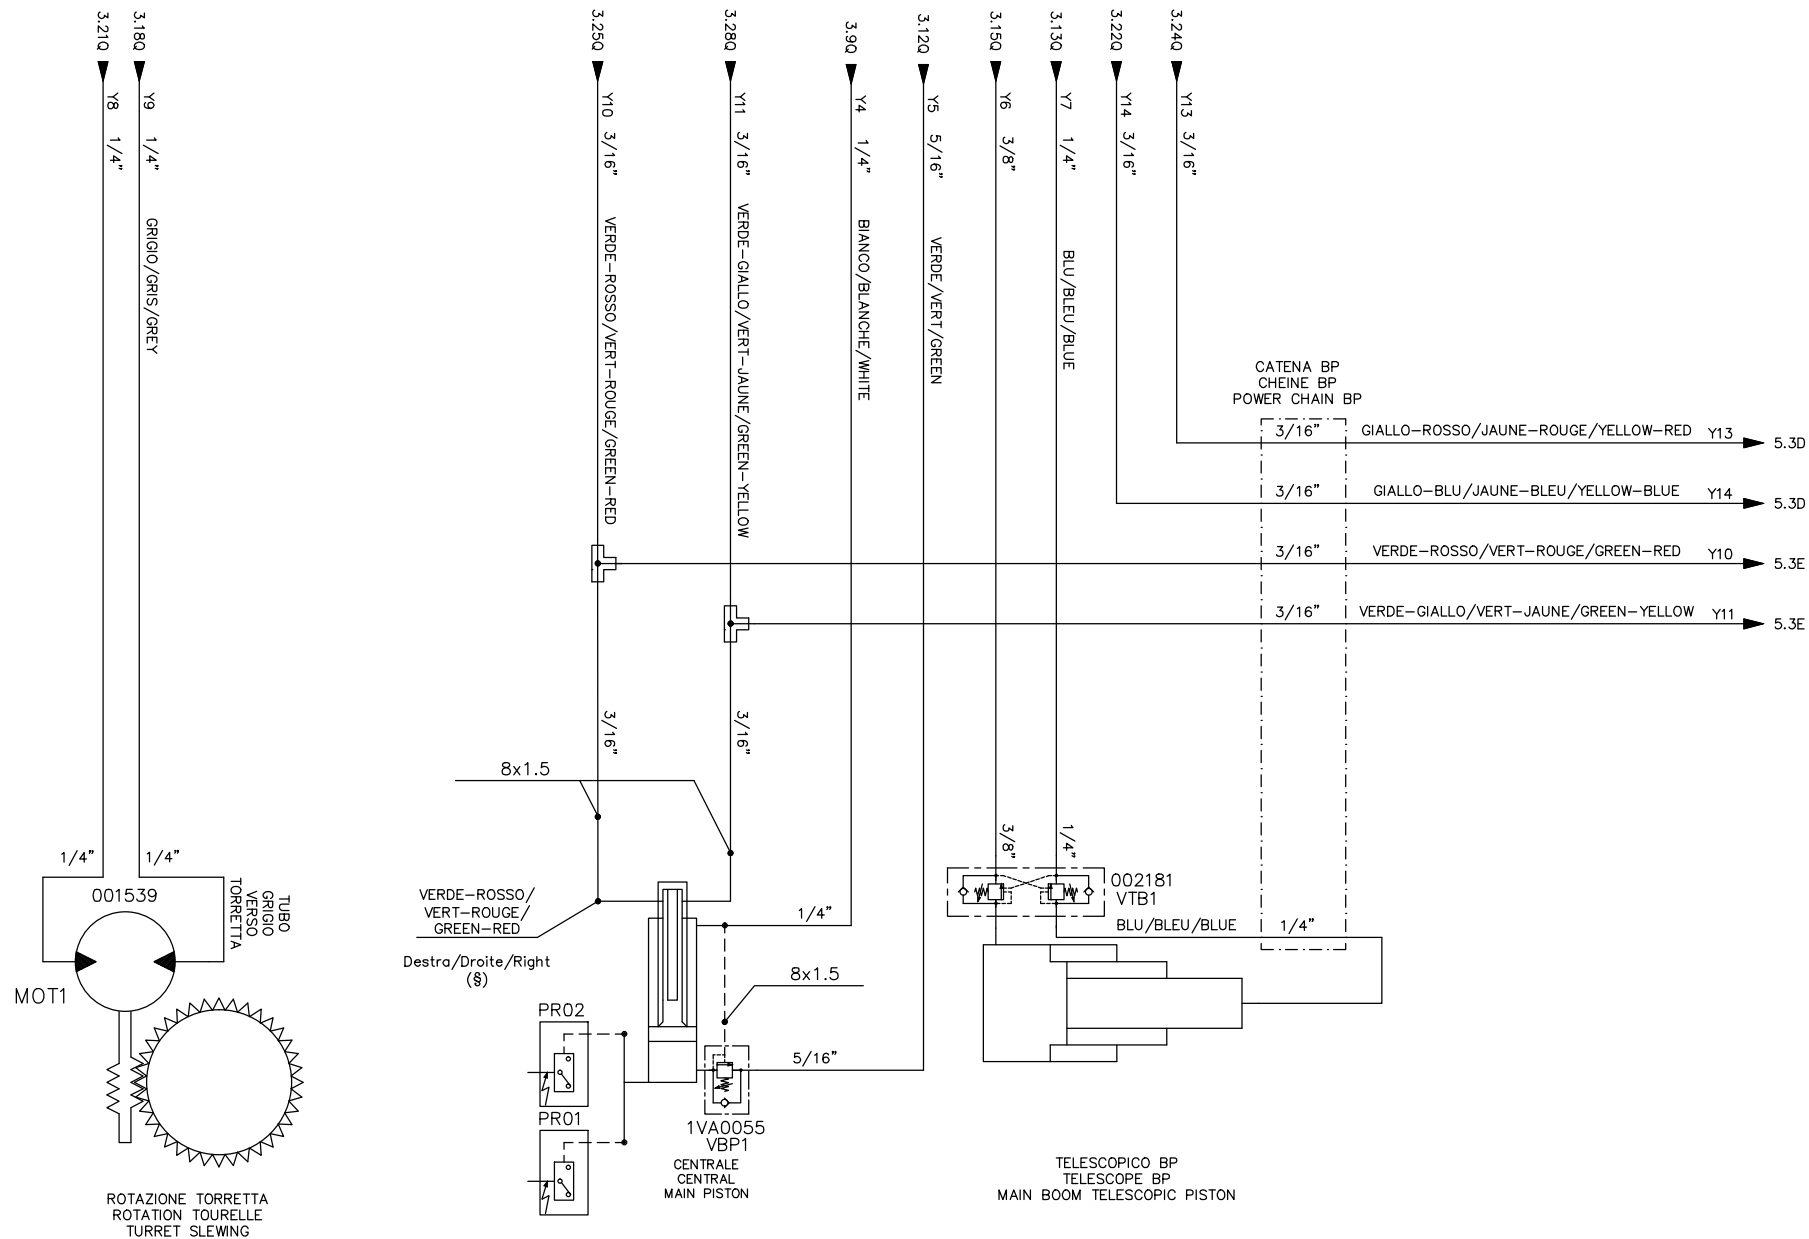 3.21Q
3.18Q
3.25Q
3.28Q
3.9Q
3.12Q
3.15Q
3.13Q
3.22Q
3.24Q
Y8
Y9
Y10
Y11
Y4
Y5
Y6
Y7
Y14
Y13
1/4"
1/4"
3/16"
3/16"
1/4"
5/16"
3/8"
1/4"
3/16"
3/16"
GRIGIO/GRIS/GREY
VERDE-ROSSO/VERT-ROUGE/GREEN-RED
VERDE-GIALLO/VERT-JAUNE/GREEN-YELLOW
BIANCO/BLANCHE/WHITE
VERDE/VERT/GREEN
BLU/BLEU/BLUE
CATENA BP
CHEINE BP
POWER CHAIN BP
3/16" GIALLO-ROSSO/JAUNE-ROUGE/YELLOW-RED Y13 5.3D
3/16" GIALLO-BLU/JAUNE-BLEU/YELLOW-BLUE Y14 5.3D
3/16" VERDE-ROSSO/VERT-ROUGE/GREEN-RED Y10 5.3E
3/16" VERDE-GIALLO/VERT-JAUNE/GREEN-YELLOW Y11 5.3E
3/16"
3/16"
8x1.5
3/8"
1/4"
1/4"
1/4"
001539
TUBO
GRIGIO
VERSO
TORRETTA
MOT1
VERDE-ROSSO/
VERT-ROUGE/
GREEN-RED
Destra/Droite/Right
(§)
1/4"
002181
VTB1
BLU/BLEU/BLUE 1/4"
8x1.5
PR02
5/16"
PR01
1VA0055
VBP1
CENTRALE
CENTRAL
MAIN PISTON
TELESCOPICO BP
TELESCOPE BP
MAIN BOOM TELESCOPIC PISTON
ROTAZIONE TORRETTA
ROTATION TOURELLE
TURRET SLEWING